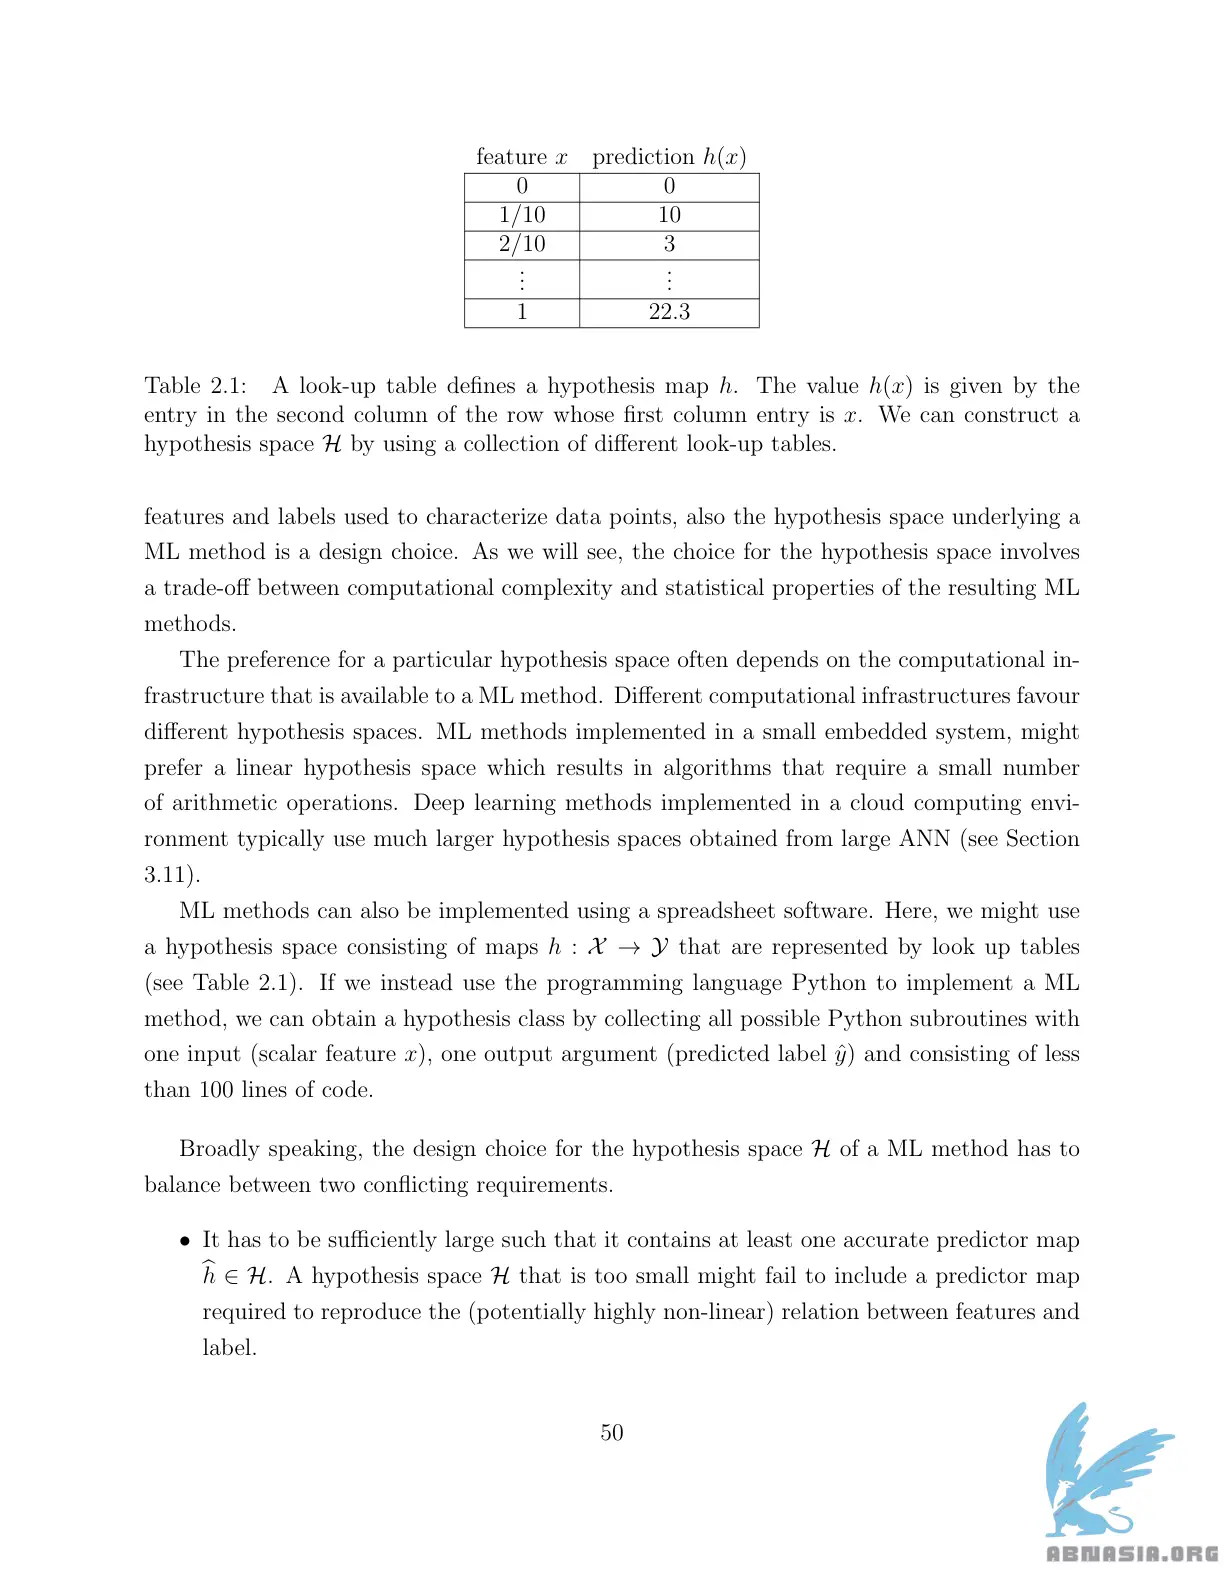 feature x prediction h(x)
0 0
1/10 10
2/10 3
⋮ ⋮
1 22.3
Table 2.1: A look-up table defines a hypothesis map h. The value h(x) is given by the
entry in the second column of the row whose first column entry is x. We can construct a
hypothesis space ℋ by using a collection of different look-up tables.
features and labels used to characterize data points, also the hypothesis space underlying a
ML method is a design choice. As we will see, the choice for the hypothesis space involves
a trade-off between computational complexity and statistical properties of the resulting ML
methods.
The preference for a particular hypothesis space often depends on the computational in-
frastructure that is available to a ML method. Different computational infrastructures favour
different hypothesis spaces. ML methods implemented in a small embedded system, might
prefer a linear hypothesis space which results in algorithms that require a small number
of arithmetic operations. Deep learning methods implemented in a cloud computing envi-
ronment typically use much larger hypothesis spaces obtained from large ANN (see Section
3.11).
ML methods can also be implemented using a spreadsheet software. Here, we might use
a hypothesis space consisting of maps h : 𝒳 → 𝒴 that are represented by look up tables
(see Table 2.1). If we instead use the programming language Python to implement a ML
method, we can obtain a hypothesis class by collecting all possible Python subroutines with
one input (scalar feature x), one output argument (predicted label ŷ) and consisting of less
than 100 lines of code.
Broadly speaking, the design choice for the hypothesis space ℋ of a ML method has to
balance between two conflicting requirements.
• It has to be sufficiently large such that it contains at least one accurate predictor map
ĥ ∈ ℋ. A hypothesis space ℋ that is too small might fail to include a predictor map
required to reproduce the (potentially highly non-linear) relation between features and
label.
50
ABNASIA.ORG